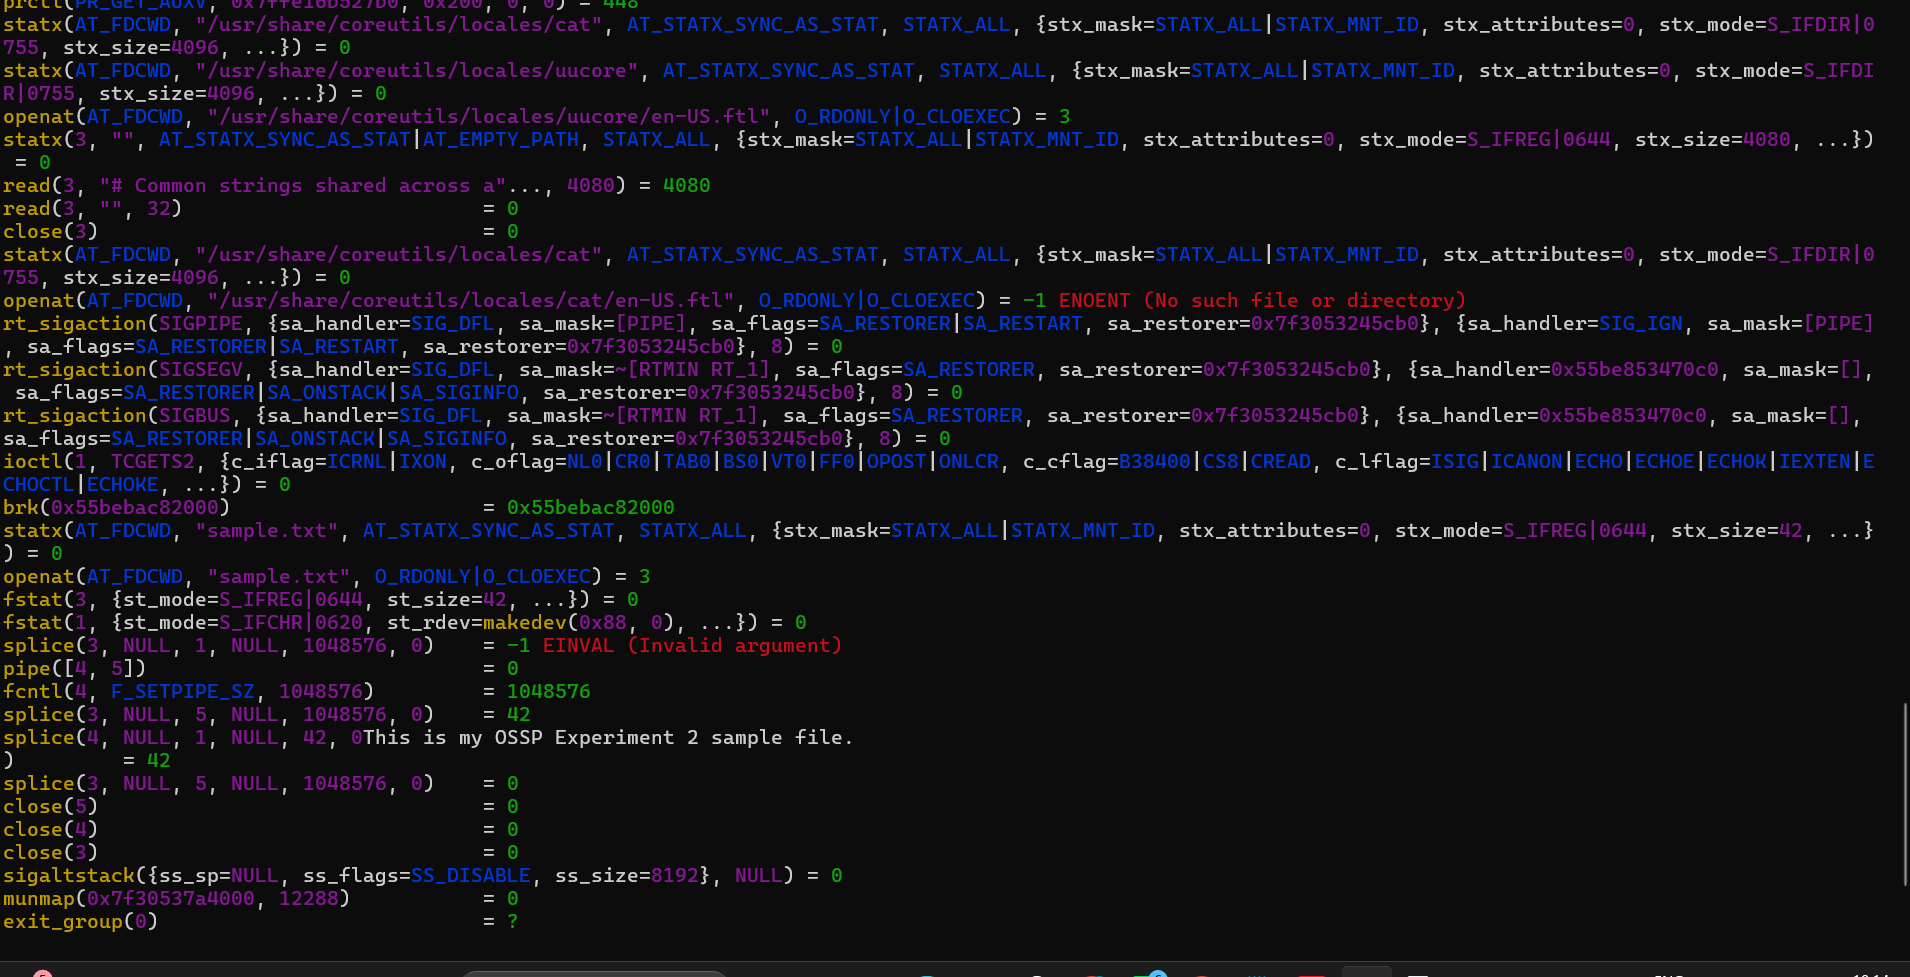 prctl(PR_GET_AUXV, 0x7ffe16b527b0, 0x200, 0, 0) = 448
statx(AT_FDCWD, "/usr/share/coreutils/locales/cat", AT_STATX_SYNC_AS_STAT, STATX_ALL, {stx_mask=STATX_ALL|STATX_MNT_ID, stx_attributes=0, stx_mode=S_IFDIR|0
755, stx_size=4096, ...}) = 0
statx(AT_FDCWD, "/usr/share/coreutils/locales/uucore", AT_STATX_SYNC_AS_STAT, STATX_ALL, {stx_mask=STATX_ALL|STATX_MNT_ID, stx_attributes=0, stx_mode=S_IFDI
R|0755, stx_size=4096, ...}) = 0
openat(AT_FDCWD, "/usr/share/coreutils/locales/uucore/en-US.ftl", O_RDONLY|O_CLOEXEC) = 3
statx(3, "", AT_STATX_SYNC_AS_STAT|AT_EMPTY_PATH, STATX_ALL, {stx_mask=STATX_ALL|STATX_MNT_ID, stx_attributes=0, stx_mode=S_IFREG|0644, stx_size=4080, ...})
 = 0
read(3, "# Common strings shared across a"..., 4080) = 4080
read(3, "", 32)                         = 0
close(3)                                = 0
statx(AT_FDCWD, "/usr/share/coreutils/locales/cat", AT_STATX_SYNC_AS_STAT, STATX_ALL, {stx_mask=STATX_ALL|STATX_MNT_ID, stx_attributes=0, stx_mode=S_IFDIR|0
755, stx_size=4096, ...}) = 0
openat(AT_FDCWD, "/usr/share/coreutils/locales/cat/en-US.ftl", O_RDONLY|O_CLOEXEC) = -1 ENOENT (No such file or directory)
rt_sigaction(SIGPIPE, {sa_handler=SIG_DFL, sa_mask=[PIPE], sa_flags=SA_RESTORER|SA_RESTART, sa_restorer=0x7f3053245cb0}, {sa_handler=SIG_IGN, sa_mask=[PIPE]
, sa_flags=SA_RESTORER|SA_RESTART, sa_restorer=0x7f3053245cb0}, 8) = 0
rt_sigaction(SIGSEGV, {sa_handler=SIG_DFL, sa_mask=~[RTMIN RT_1], sa_flags=SA_RESTORER, sa_restorer=0x7f3053245cb0}, {sa_handler=0x55be853470c0, sa_mask=[],
 sa_flags=SA_RESTORER|SA_ONSTACK|SA_SIGINFO, sa_restorer=0x7f3053245cb0}, 8) = 0
rt_sigaction(SIGBUS, {sa_handler=SIG_DFL, sa_mask=~[RTMIN RT_1], sa_flags=SA_RESTORER, sa_restorer=0x7f3053245cb0}, {sa_handler=0x55be853470c0, sa_mask=[],
sa_flags=SA_RESTORER|SA_ONSTACK|SA_SIGINFO, sa_restorer=0x7f3053245cb0}, 8) = 0
ioctl(1, TCGETS2, {c_iflag=ICRNL|IXON, c_oflag=NL0|CR0|TAB0|BS0|VT0|FF0|OPOST|ONLCR, c_cflag=B38400|CS8|CREAD, c_lflag=ISIG|ICANON|ECHO|ECHOE|ECHOK|IEXTEN|E
CHOCTL|ECHOKE, ...}) = 0
brk(0x55bebac82000)                     = 0x55bebac82000
statx(AT_FDCWD, "sample.txt", AT_STATX_SYNC_AS_STAT, STATX_ALL, {stx_mask=STATX_ALL|STATX_MNT_ID, stx_attributes=0, stx_mode=S_IFREG|0644, stx_size=42, ...}
) = 0
openat(AT_FDCWD, "sample.txt", O_RDONLY|O_CLOEXEC) = 3
fstat(3, {st_mode=S_IFREG|0644, st_size=42, ...}) = 0
fstat(1, {st_mode=S_IFCHR|0620, st_rdev=makedev(0x88, 0), ...}) = 0
splice(3, NULL, 1, NULL, 1048576, 0)    = -1 EINVAL (Invalid argument)
pipe([4, 5])                            = 0
fcntl(4, F_SETPIPE_SZ, 1048576)         = 1048576
splice(3, NULL, 5, NULL, 1048576, 0)    = 42
splice(4, NULL, 1, NULL, 42, 0This is my OSSP Experiment 2 sample file.
)         = 42
splice(3, NULL, 5, NULL, 1048576, 0)    = 0
close(5)                                = 0
close(4)                                = 0
close(3)                                = 0
sigaltstack({ss_sp=NULL, ss_flags=SS_DISABLE, ss_size=8192}, NULL) = 0
munmap(0x7f30537a4000, 12288)           = 0
exit_group(0)                           = ?